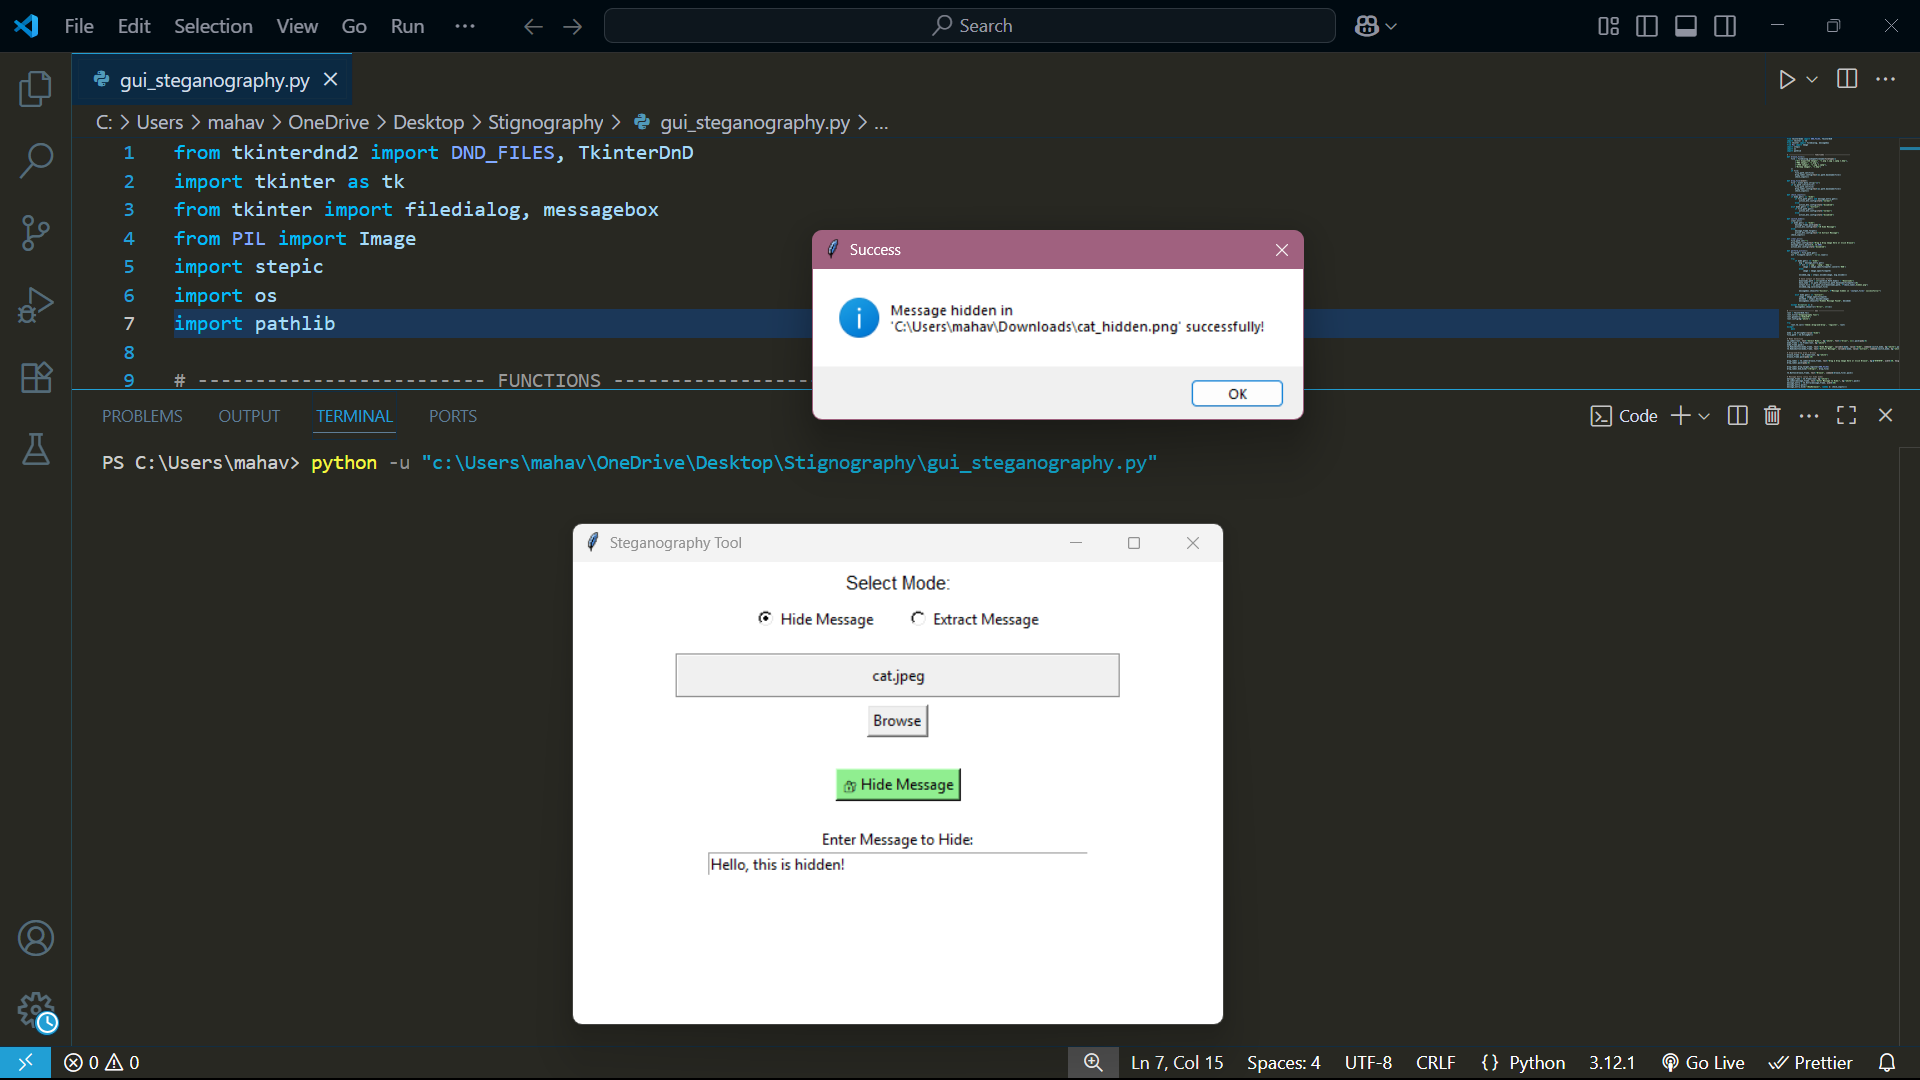 File Edit Selection View Go Run ···
Search
gui_steganography.py
C: > Users > mahav > OneDrive > Desktop > Stignography > gui_steganography.py > ...
1 from tkinterdnd2 import DND_FILES, TkinterDnD
2 import tkinter as tk
3 from tkinter import filedialog, messagebox
4 from PIL import Image
5 import stepic
6 import os
7 import pathlib
8
9 # ------------------------- FUNCTIONS -----------------
Success
Message hidden in
'C:\Users\mahav\Downloads\cat_hidden.png' successfully!
OK
PROBLEMS OUTPUT TERMINAL PORTS
Code
PS C:\Users\mahav> python -u "c:\Users\mahav\OneDrive\Desktop\Stignography\gui_steganography.py"
Steganography Tool
Select Mode:
Hide Message Extract Message
cat.jpeg
Browse
Hide Message
Enter Message to Hide:
Hello, this is hidden!
0 0
Ln 7, Col 15 Spaces: 4 UTF-8 CRLF {} Python 3.12.1 Go Live Prettier